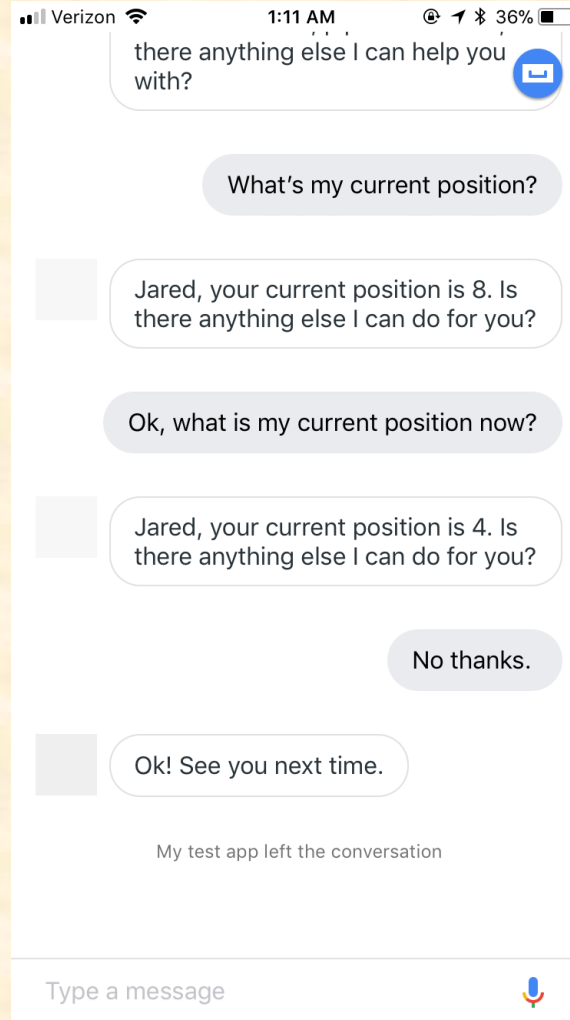 Verizon 1:11 AM 36%
there anything else I can help you
with?
What's my current position?
Jared, your current position is 8. Is
there anything else I can do for you?
Ok, what is my current position now?
Jared, your current position is 4. Is
there anything else I can do for you?
No thanks.
Ok! See you next time.
My test app left the conversation
Type a message